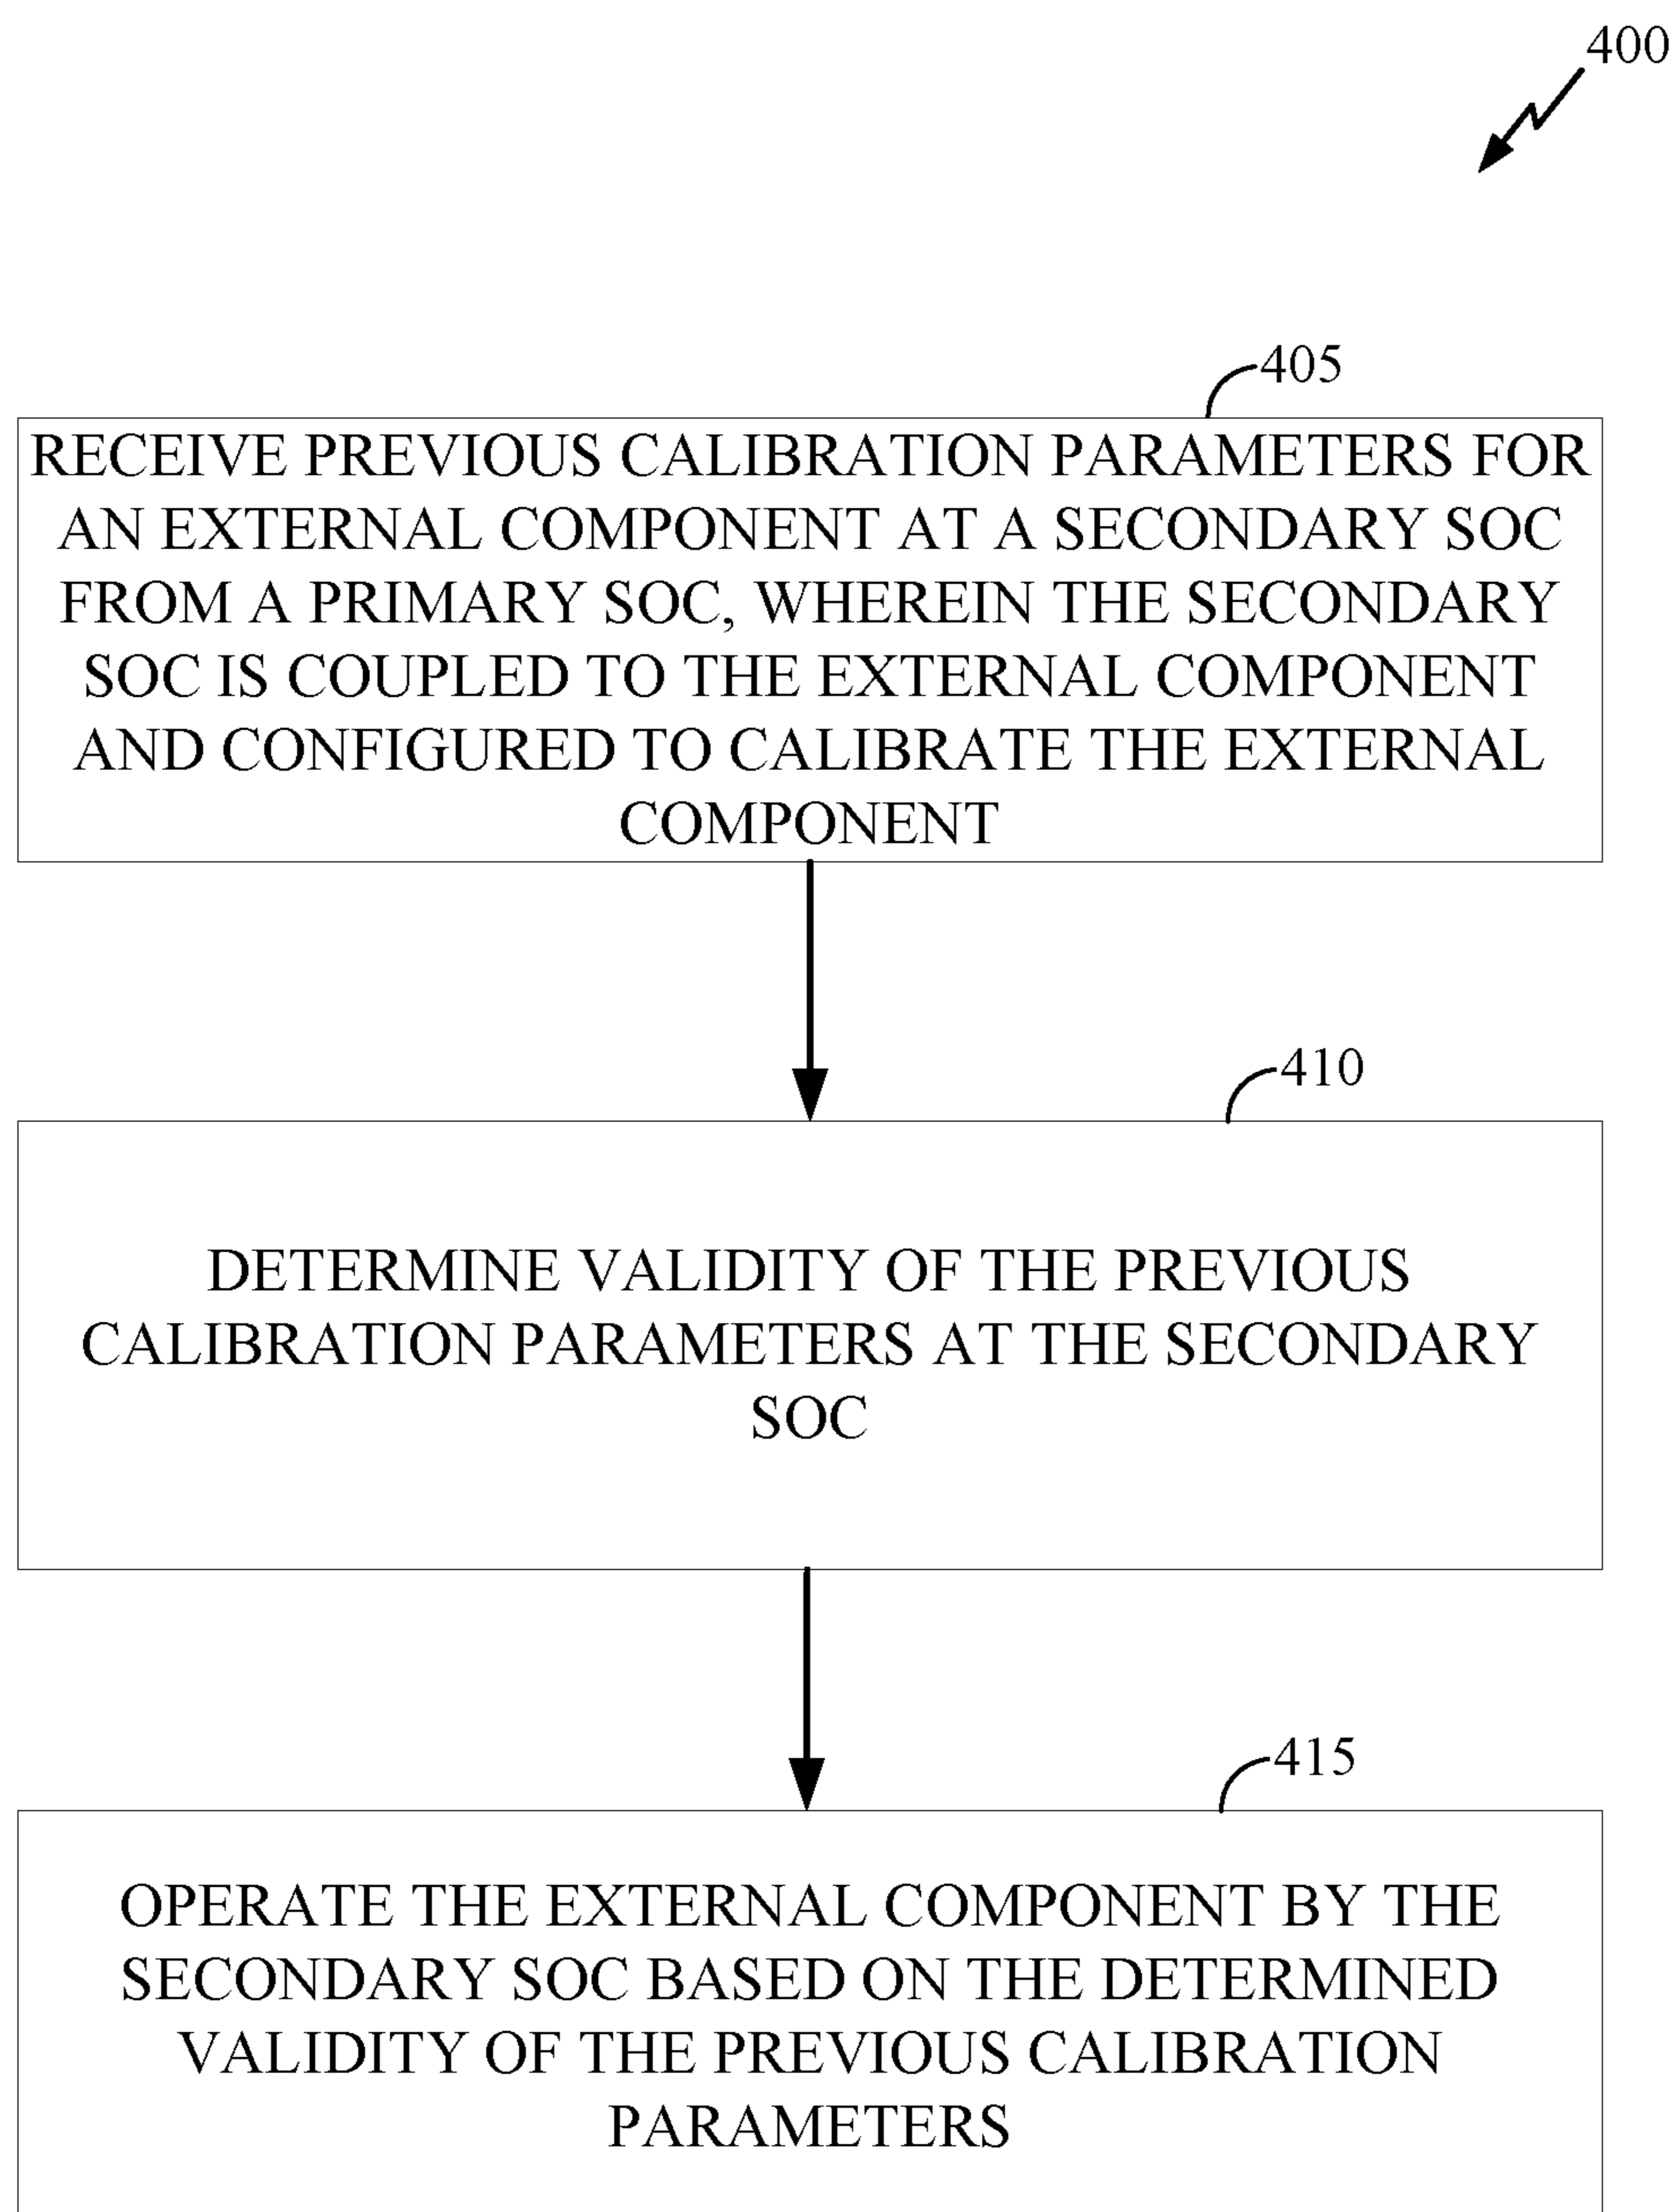 400
405
RECEIVE PREVIOUS CALIBRATION PARAMETERS FOR
AN EXTERNAL COMPONENT AT A SECONDARY SOC
FROM A PRIMARY SOC, WHEREIN THE SECONDARY
SOC IS COUPLED TO THE EXTERNAL COMPONENT
AND CONFIGURED TO CALIBRATE THE EXTERNAL
COMPONENT
410
DETERMINE VALIDITY OF THE PREVIOUS
CALIBRATION PARAMETERS AT THE SECONDARY
SOC
415
OPERATE THE EXTERNAL COMPONENT BY THE
SECONDARY SOC BASED ON THE DETERMINED
VALIDITY OF THE PREVIOUS CALIBRATION
PARAMETERS